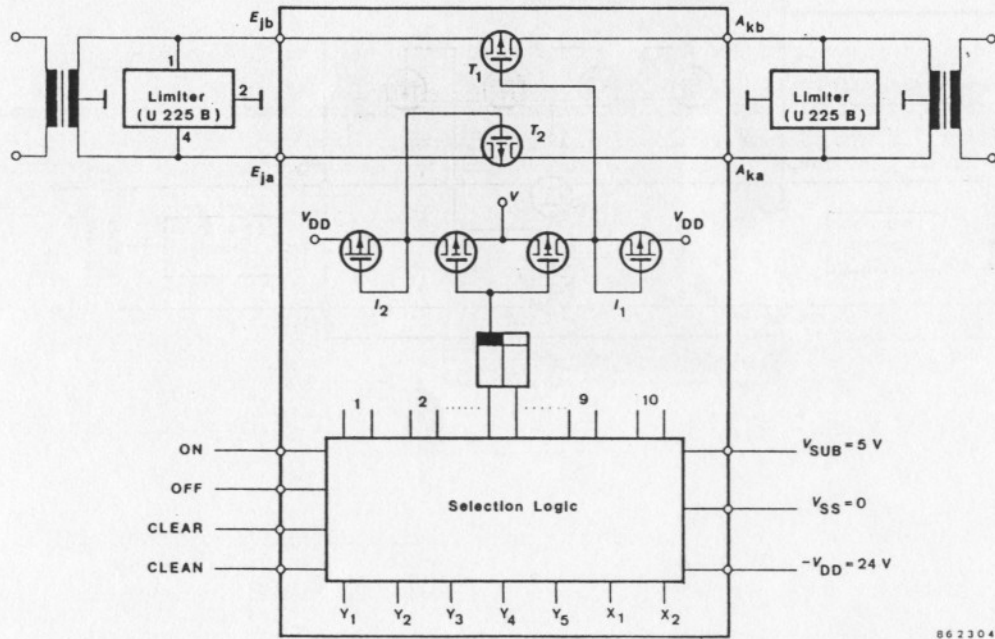 E_jb
A_kb
1
T_1
Limiter
(U 225 B)
2
Limiter
(U 225 B)
4
T_2
E_ja
A_ka
V
V_DD
V_DD
I_2
I_1
1
2
9
10
ON
OFF
CLEAR
CLEAN
Selection Logic
V_SUB = 5 V
V_SS = 0
-V_DD = 24 V
Y_1
Y_2
Y_3
Y_4
Y_5
X_1
X_2
862304